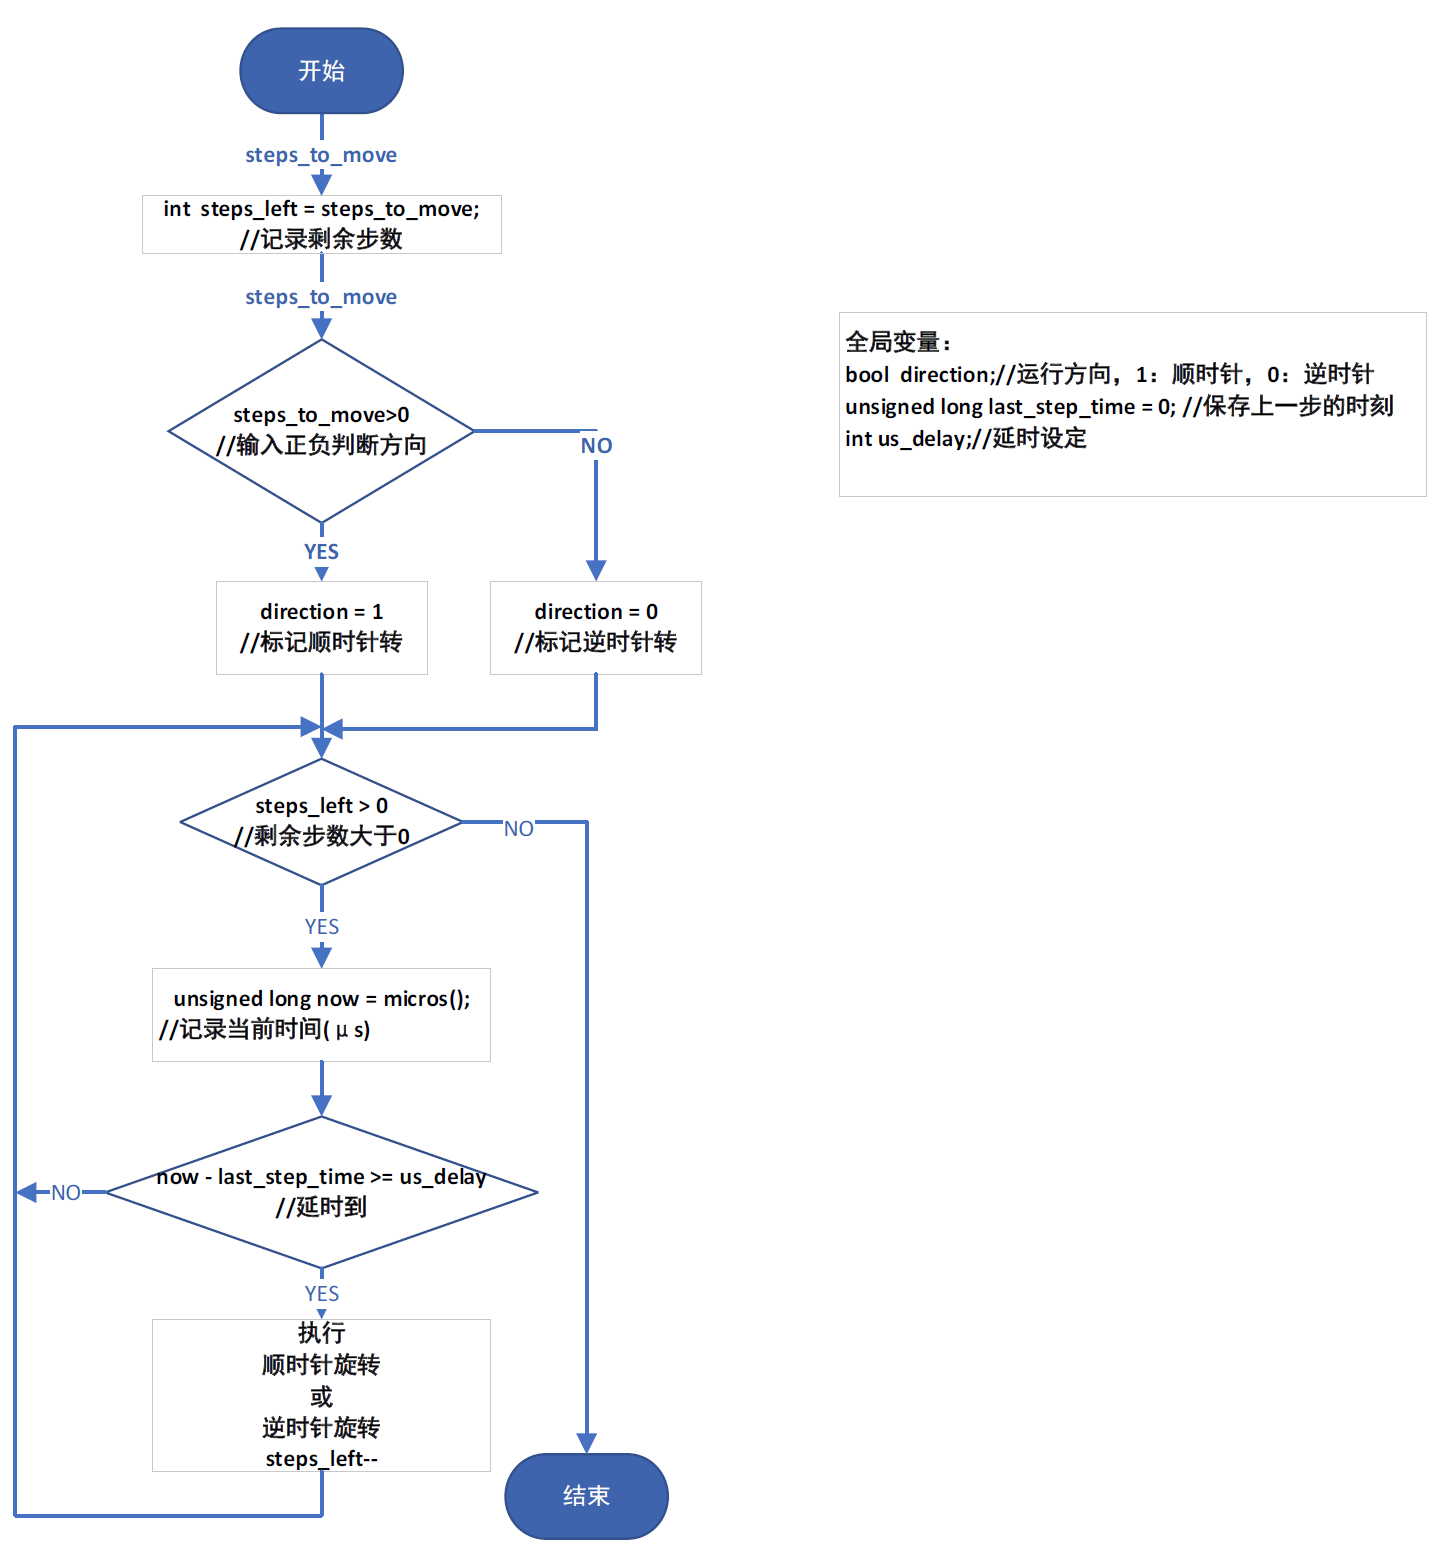 开始
steps_to_move
int steps_left = steps_to_move;
//记录剩余步数
steps_to_move
全局变量：
bool direction;//运行方向，1：顺时针，0：逆时针
unsigned long last_step_time = 0; //保存上一步的时刻
int us_delay;//延时设定
steps_to_move>0
//输入正负判断方向
NO
YES
direction = 1
//标记顺时针转
direction = 0
//标记逆时针转
steps_left > 0
//剩余步数大于0
NO
YES
unsigned long now = micros();
//记录当前时间( μ s)
now - last_step_time >= us_delay
//延时到
NO
YES
执行
顺时针旋转
或
逆时针旋转
steps_left--
结束